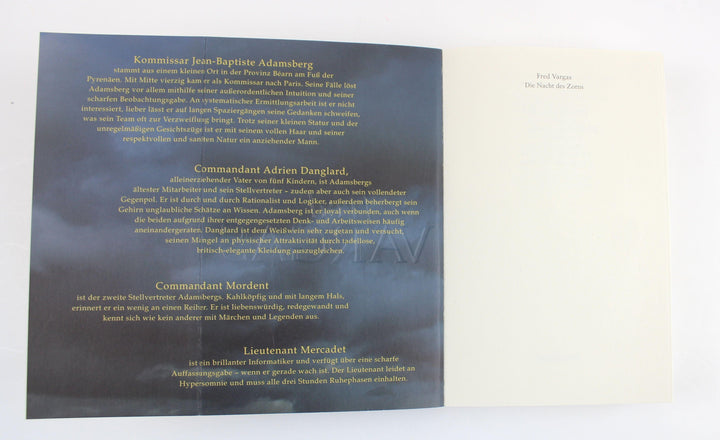 Kommissar Jean-Baptiste Adamsberg
stammt aus einem kleinen Ort in der Provinz Béarn am Fuß der
Pyrenäen. Mit Mitte vierzig kam er als Kommissar nach Paris. Seine Fälle löst
Adamsberg vor allem mithilfe seiner außerordentlichen Intuition und seiner
scharfen Beobachtungsgabe. An systematischer Ermittlungsarbeit ist er nicht
interessiert, lieber lässt er auf langen Spaziergängen seine Gedanken schweifen,
was sein Team oft zur Verzweiflung bringt. Trotz seiner kleinen Statur und der
unregelmäßigen Gesichtszüge ist er mit seinem vollen Haar und seiner
respektvollen und sanften Natur ein anziehender Mann.
Commandant Adrien Danglard,
alleinerziehender Vater von fünf Kindern, ist Adamsbergs
ältester Mitarbeiter und sein Stellvertreter – zudem aber auch sein vollendeter
Gegenpol. Er ist durch und durch Rationalist und Logiker, außerdem beherbergt sein
Gehirn unglaubliche Schätze an Wissen. Adamsberg ist er loyal verbunden, auch wenn
die beiden aufgrund ihrer entgegengesetzten Denk- und Arbeitsweisen häufig
aneinandergeraten. Danglard ist dem Weißwein sehr zugetan und versucht,
seinen Mangel an physischer Attraktivität durch tadellose,
britisch-elegante Kleidung auszugleichen.
Commandant Mordent
ist der zweite Stellvertreter Adamsbergs. Kahlköpfig und mit langem Hals,
erinnert er ein wenig an einen Reiher. Er ist liebenswürdig, redegewandt und
kennt sich wie kein anderer mit Märchen und Legenden aus.
Lieutenant Mercadet
ist ein brillanter Informatiker und verfügt über eine scharfe
Auffassungsgabe – wenn er gerade wach ist. Der Lieutenant leidet an
Hypersomnie und muss alle drei Stunden Ruhephasen einhalten.
Fred Vargas
Die Nacht des Zorns